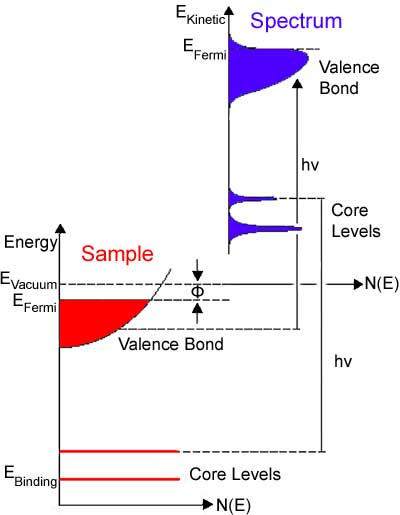 EKinetic
Spectrum
EFermi
Valence
Bond
hν
Core
Levels
Energy
Sample
EVacuum
Φ
N(E)
EFermi
Valence Bond
hν
EBinding
Core Levels
N(E)